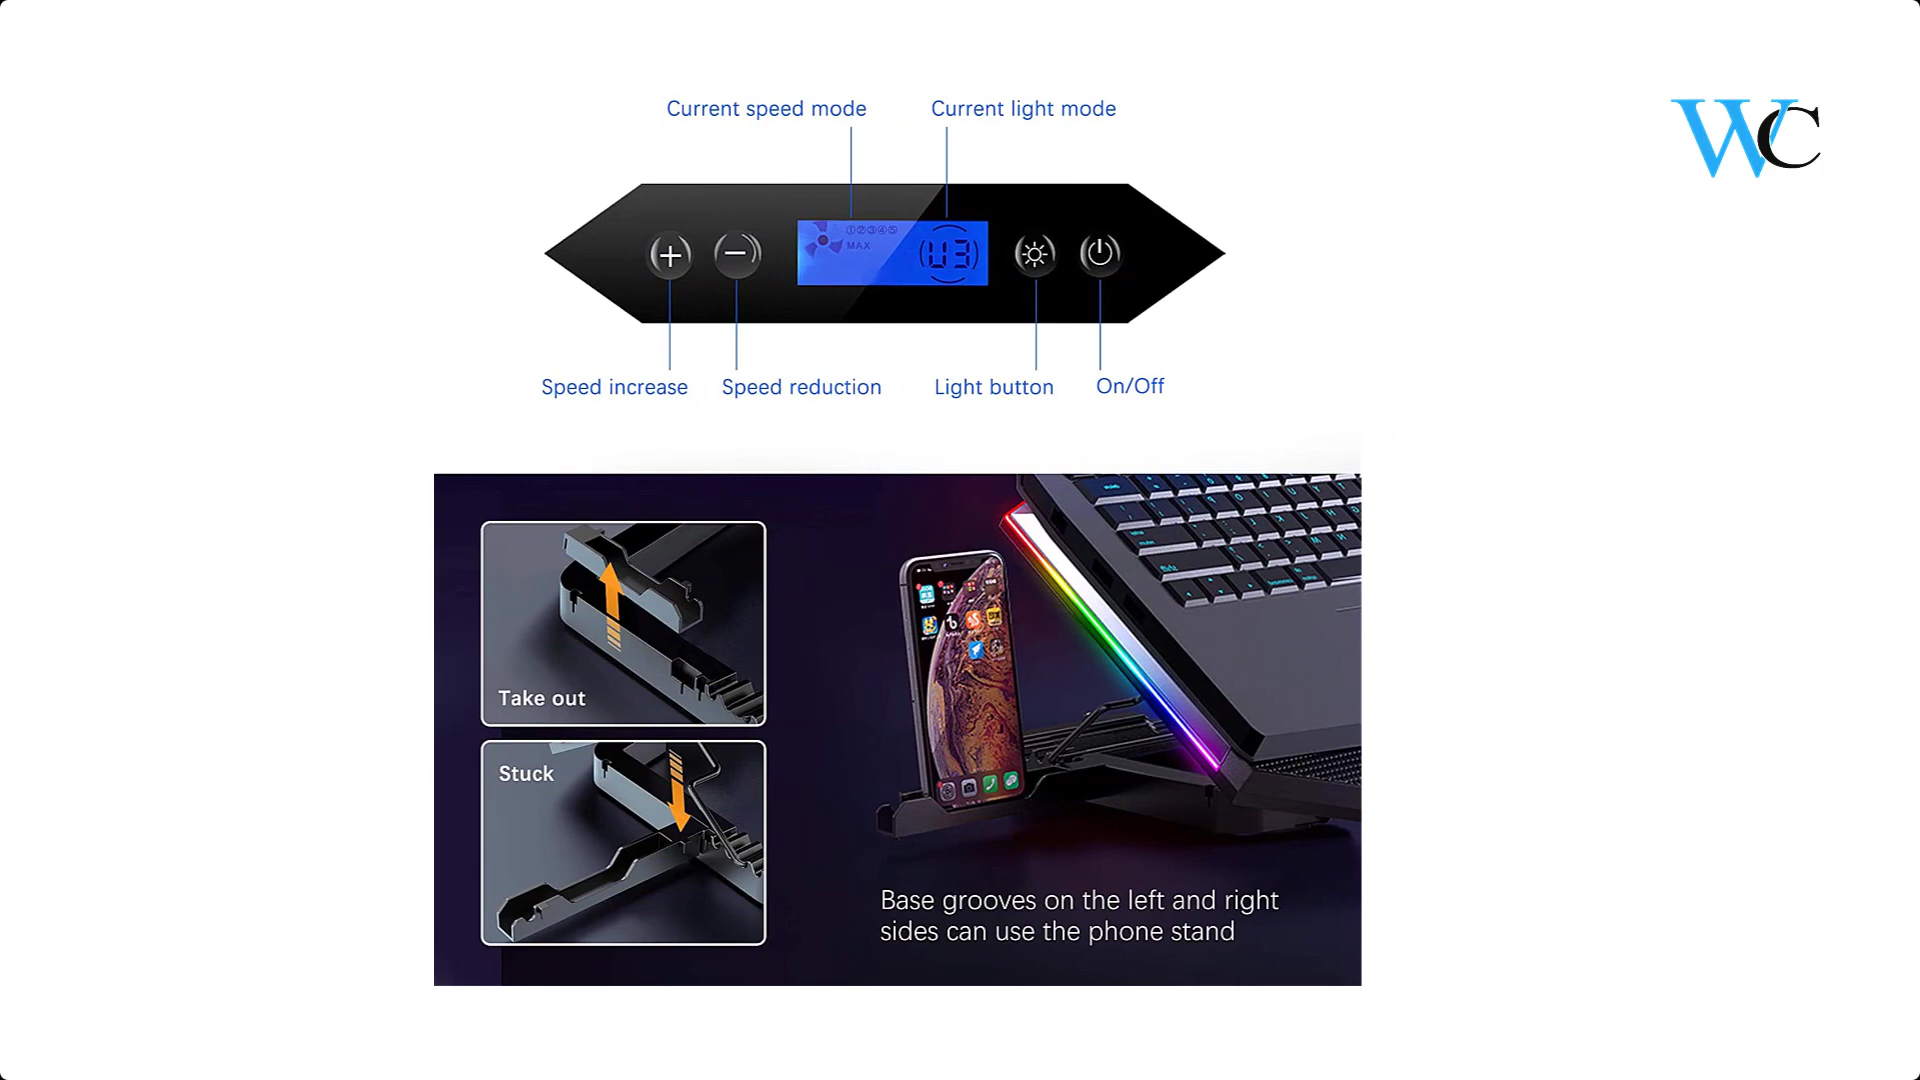 Current speed mode
Current light mode
WC
①②③④⑤
MAX
U3
Speed increase
Speed reduction
Light button
On/Off
Take out
Stuck
Base grooves on the left and right
sides can use the phone stand